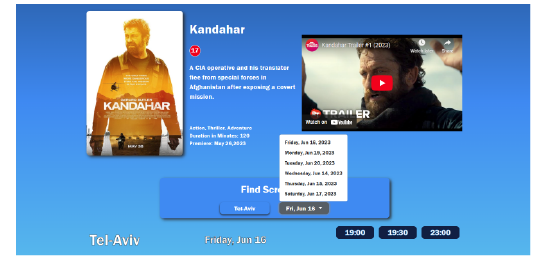 Kandahar
17
A CIA operative and his translator
flee from special forces in
Afghanistan after exposing a covert
mission.
Action, Thriller, Adventure
Duration in Minutes: 120
Premiere: May 26,2023
KANDAHAR
MAY 26
Kandahar Trailer #1 (2023)
Watch later
Share
TRAILER
Watch on YouTube
Friday, Jun 16, 2023
Monday, Jun 19, 2023
Tuesday, Jun 20, 2023
Wednesday, Jun 14, 2023
Thursday, Jun 15, 2023
Saturday, Jun 17, 2023
Find Scr
Tel-Aviv
Fri, Jun 16
Tel-Aviv
Friday, Jun 16
19:00
19:30
23:00